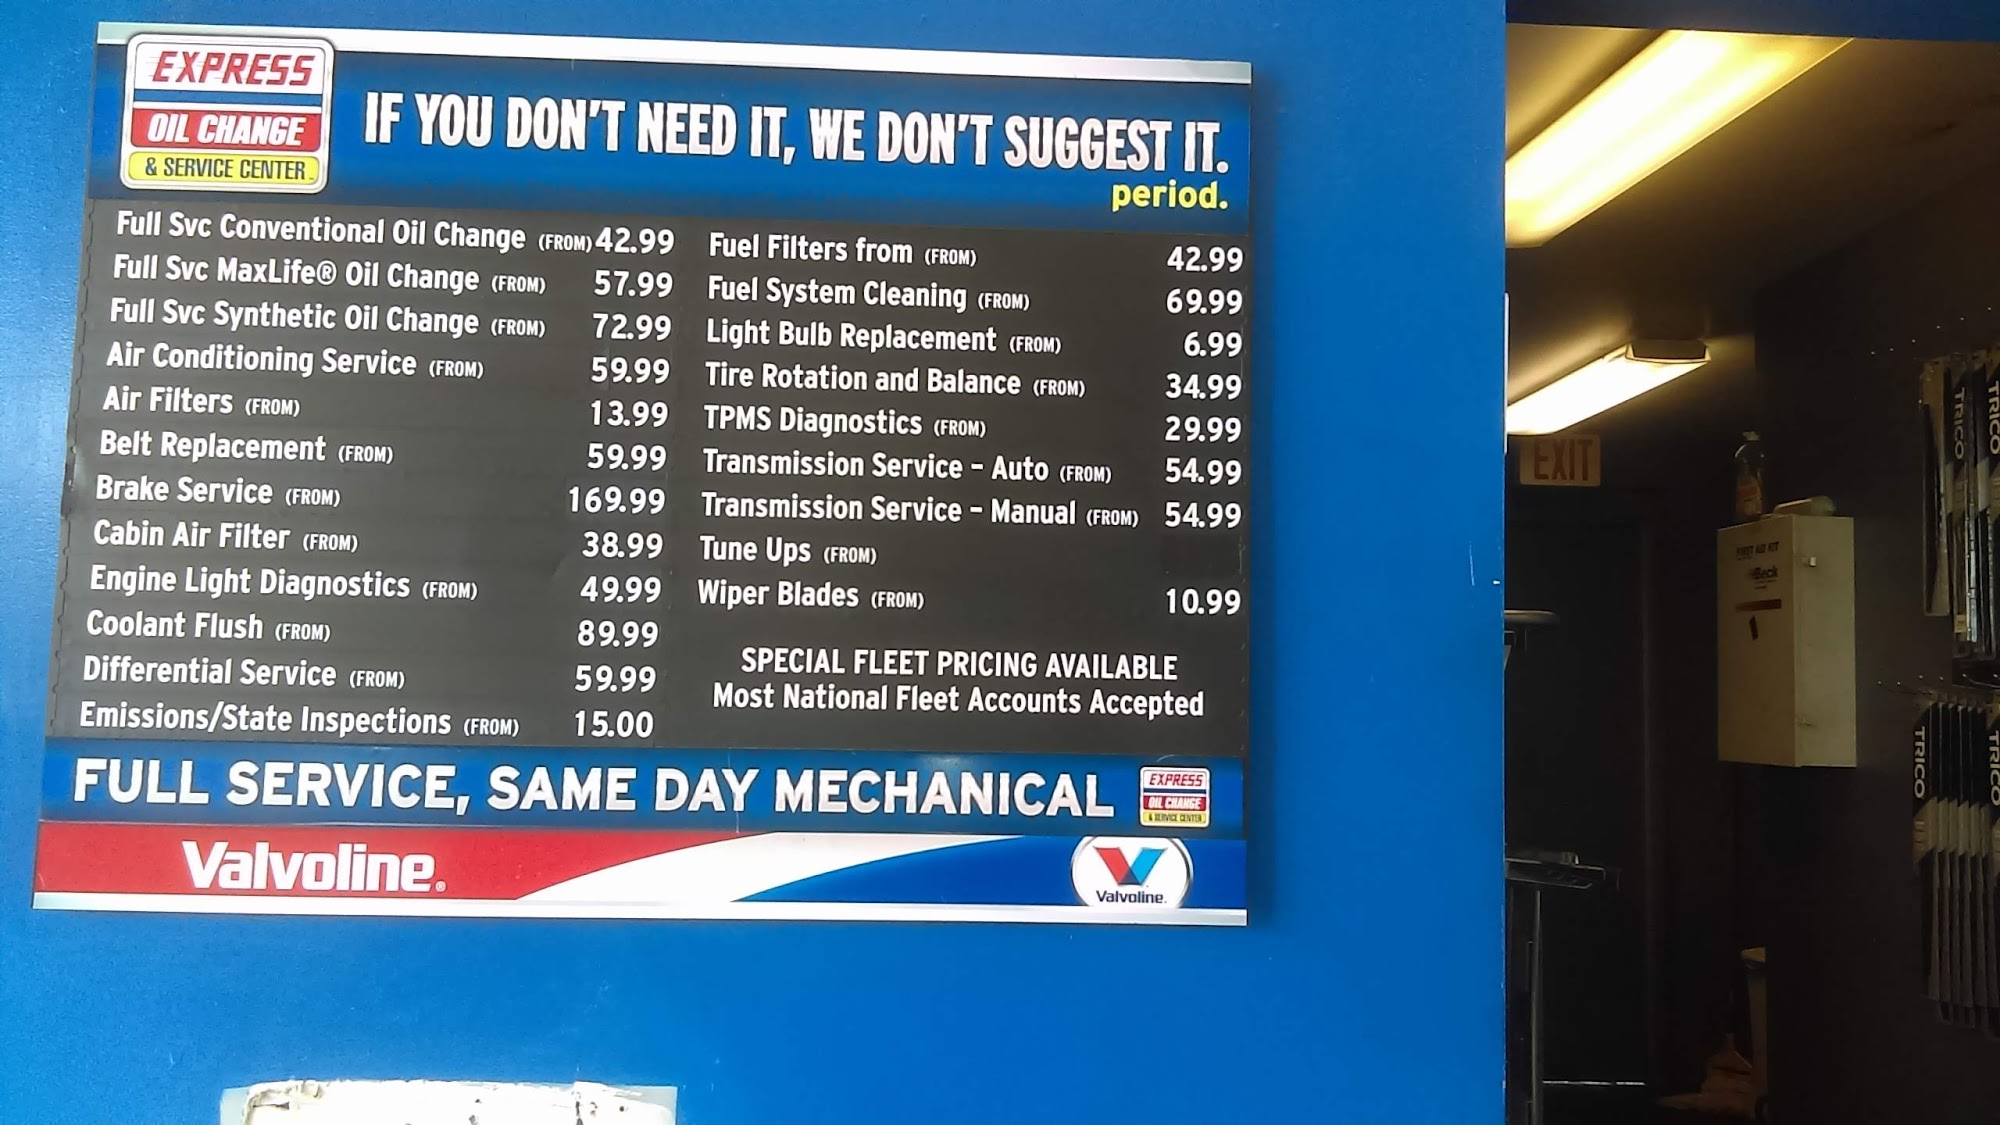 EXPRESS
OIL CHANGE
& SERVICE CENTER
IF YOU DON'T NEED IT, WE DON'T SUGGEST IT.
period.
Full Svc Conventional Oil Change (FROM) 42.99
Full Svc MaxLife® Oil Change (FROM) 57.99
Full Svc Synthetic Oil Change (FROM) 72.99
Air Conditioning Service (FROM) 59.99
Air Filters (FROM) 13.99
Belt Replacement (FROM) 59.99
Brake Service (FROM) 169.99
Cabin Air Filter (FROM) 38.99
Engine Light Diagnostics (FROM) 49.99
Coolant Flush (FROM) 89.99
Differential Service (FROM) 59.99
Emissions/State Inspections (FROM) 15.00
Fuel Filters from (FROM) 42.99
Fuel System Cleaning (FROM) 69.99
Light Bulb Replacement (FROM) 6.99
Tire Rotation and Balance (FROM) 34.99
TPMS Diagnostics (FROM) 29.99
Transmission Service - Auto (FROM) 54.99
Transmission Service - Manual (FROM) 54.99
Tune Ups (FROM)
Wiper Blades (FROM) 10.99
SPECIAL FLEET PRICING AVAILABLE
Most National Fleet Accounts Accepted
FULL SERVICE, SAME DAY MECHANICAL
EXPRESS
OIL CHANGE
& SERVICE CENTER
Valvoline®
Valvoline
EXIT
FIRST AID KIT
TRICO
TRICO
TRICO
TRICO